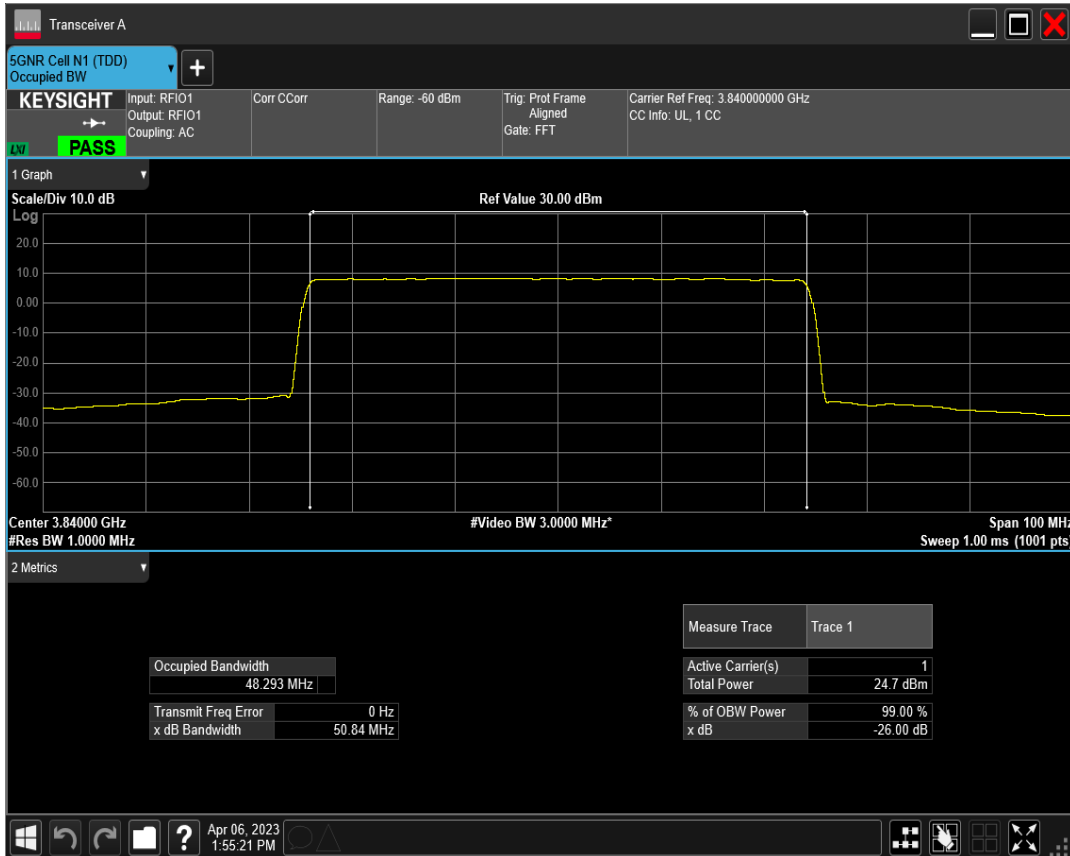 Transceiver A
5GNR Cell N1 (TDD)
Occupied BW
+
KEYSIGHT
LXI
PASS
Input: RFIO1
Output: RFIO1
Coupling: AC
Corr CCorr
Range: -60 dBm
Trig: Prot Frame
Aligned
Gate: FFT
Carrier Ref Freq: 3.840000000 GHz
CC Info: UL, 1 CC
1 Graph
Scale/Div 10.0 dB
Ref Value 30.00 dBm
Log
20.0
10.0
0.00
-10.0
-20.0
-30.0
-40.0
-50.0
-60.0
Center 3.84000 GHz
#Video BW 3.0000 MHz*
Span 100 MHz
#Res BW 1.0000 MHz
Sweep 1.00 ms (1001 pts)
2 Metrics
Measure Trace Trace 1
Occupied Bandwidth
48.293 MHz
Active Carrier(s) 1
Total Power 24.7 dBm
Transmit Freq Error 0 Hz
x dB Bandwidth 50.84 MHz
% of OBW Power 99.00 %
x dB -26.00 dB
?
Apr 06, 2023
1:55:21 PM